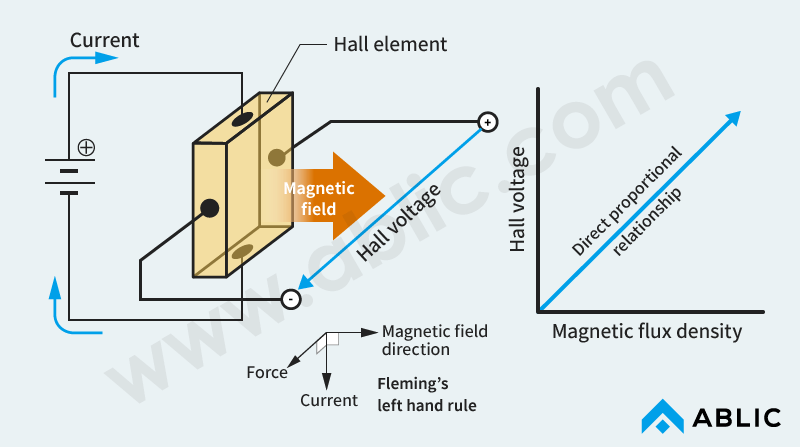 Current
Hall element
⊕
+
Magnetic
field
Hall voltage
-
Magnetic field
direction
Force
Current
Fleming's
left hand rule
Hall voltage
Direct proportional
relationship
Magnetic flux density
www.ablic.com
ABLIC